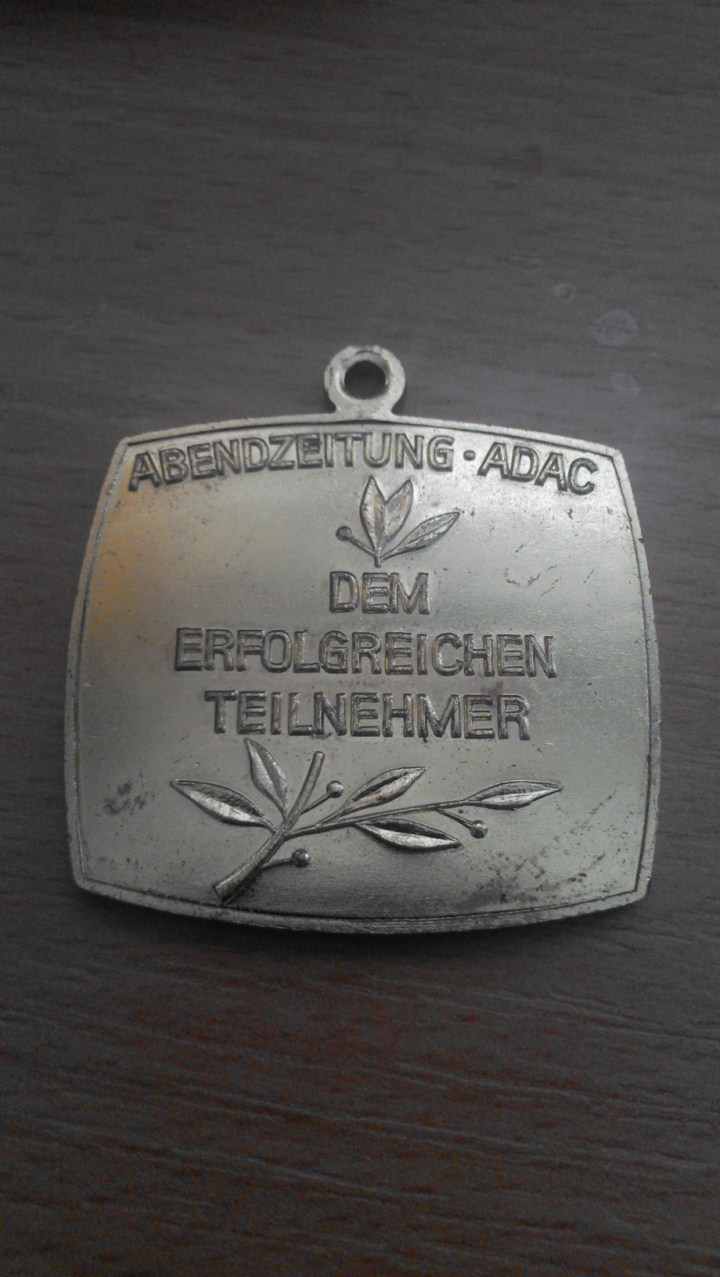 ABENDZEITUNG · ADAC
DEM
ERFOLGREICHEN
TEILNEHMER